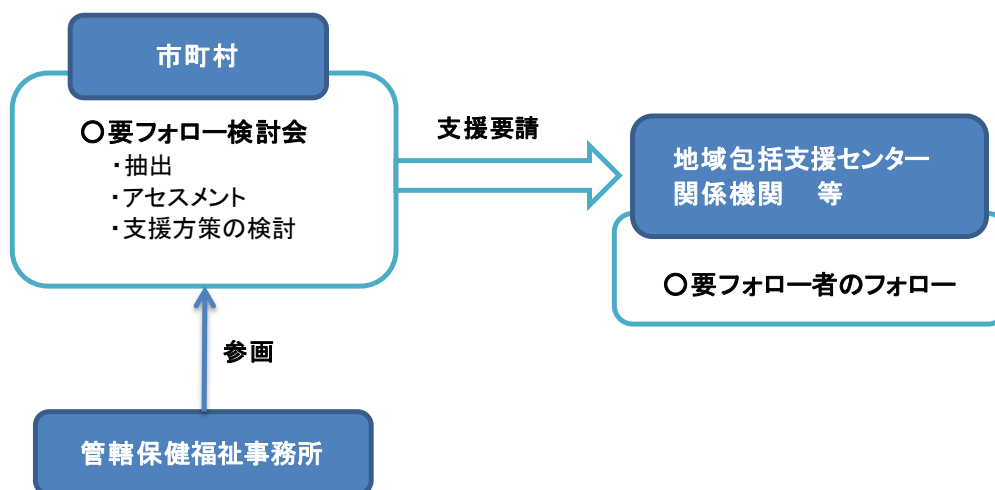 市町村
〇要フォロー検討会
・抽出
・アセスメント
・支援方策の検討
支援要請
地域包括支援センター
関係機関　等
〇要フォロー者のフォロー
参画
管轄保健福祉事務所